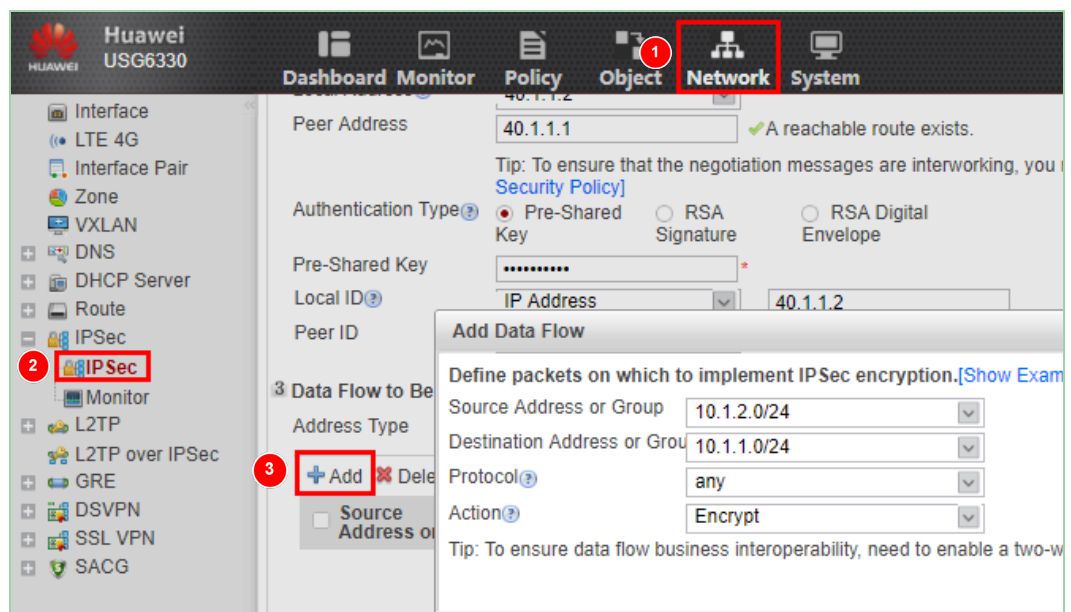 Huawei
USG6330
HUAWEI
Dashboard Monitor Policy Object Network System
1
Interface
LTE 4G
Interface Pair
Zone
VXLAN
DNS
DHCP Server
Route
IPSec
2
IPSec
Monitor
L2TP
L2TP over IPSec
GRE
DSVPN
SSL VPN
SACG
40.1.1.2
Peer Address 40.1.1.1 A reachable route exists.
Tip: To ensure that the negotiation messages are interworking, you
Security Policy]
Authentication Type Pre-Shared Key RSA Signature RSA Digital Envelope
Pre-Shared Key •••••••••• *
Local ID IP Address 40.1.1.2
Peer ID
3 Data Flow to Be
Address Type
3
Add Dele
Source
Address or
Add Data Flow
Define packets on which to implement IPSec encryption.[Show Exam
Source Address or Group 10.1.2.0/24
Destination Address or Grou 10.1.1.0/24
Protocol any
Action Encrypt
Tip: To ensure data flow business interoperability, need to enable a two-w